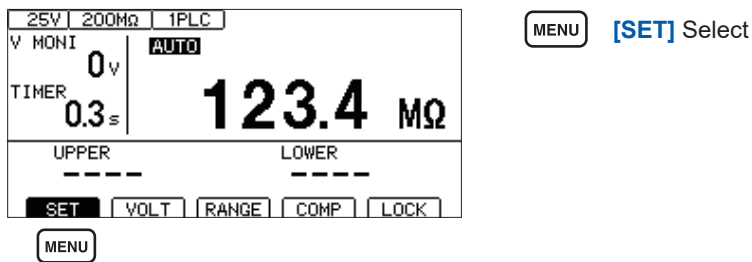 25V 200MΩ 1PLC
V MONI AUTO
0 V
TIMER
0.3 s 123.4 MΩ
UPPER LOWER
---- ----
SET VOLT RANGE COMP LOCK
MENU
MENU [SET] Select